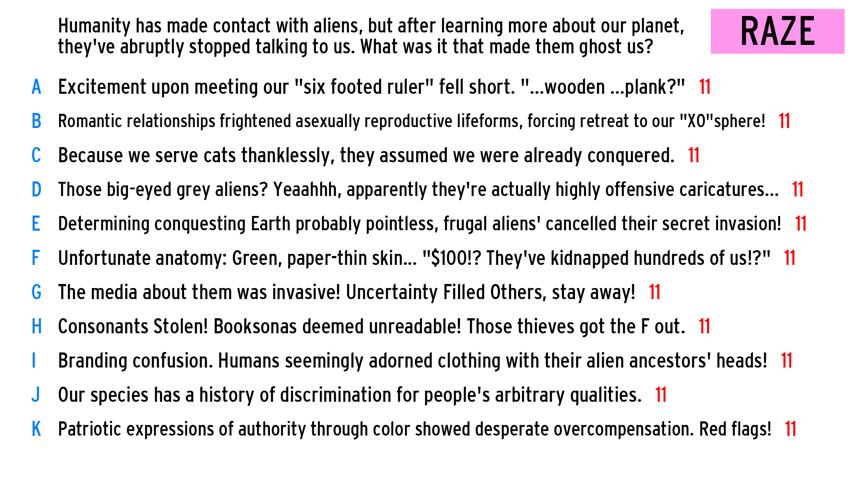 Humanity has made contact with aliens, but after learning more about our planet,
they've abruptly stopped talking to us. What was it that made them ghost us?
RAZE
A Excitement upon meeting our "six footed ruler" fell short. "...wooden ...plank?" 11
B Romantic relationships frightened asexually reproductive lifeforms, forcing retreat to our "XO"sphere! 11
C Because we serve cats thanklessly, they assumed we were already conquered. 11
D Those big-eyed grey aliens? Yeaahhh, apparently they're actually highly offensive caricatures... 11
E Determining conquesting Earth probably pointless, frugal aliens' cancelled their secret invasion! 11
F Unfortunate anatomy: Green, paper-thin skin... "$100!? They've kidnapped hundreds of us!?" 11
G The media about them was invasive! Uncertainty Filled Others, stay away! 11
H Consonants Stolen! Booksonas deemed unreadable! Those thieves got the F out. 11
I Branding confusion. Humans seemingly adorned clothing with their alien ancestors' heads! 11
J Our species has a history of discrimination for people's arbitrary qualities. 11
K Patriotic expressions of authority through color showed desperate overcompensation. Red flags! 11